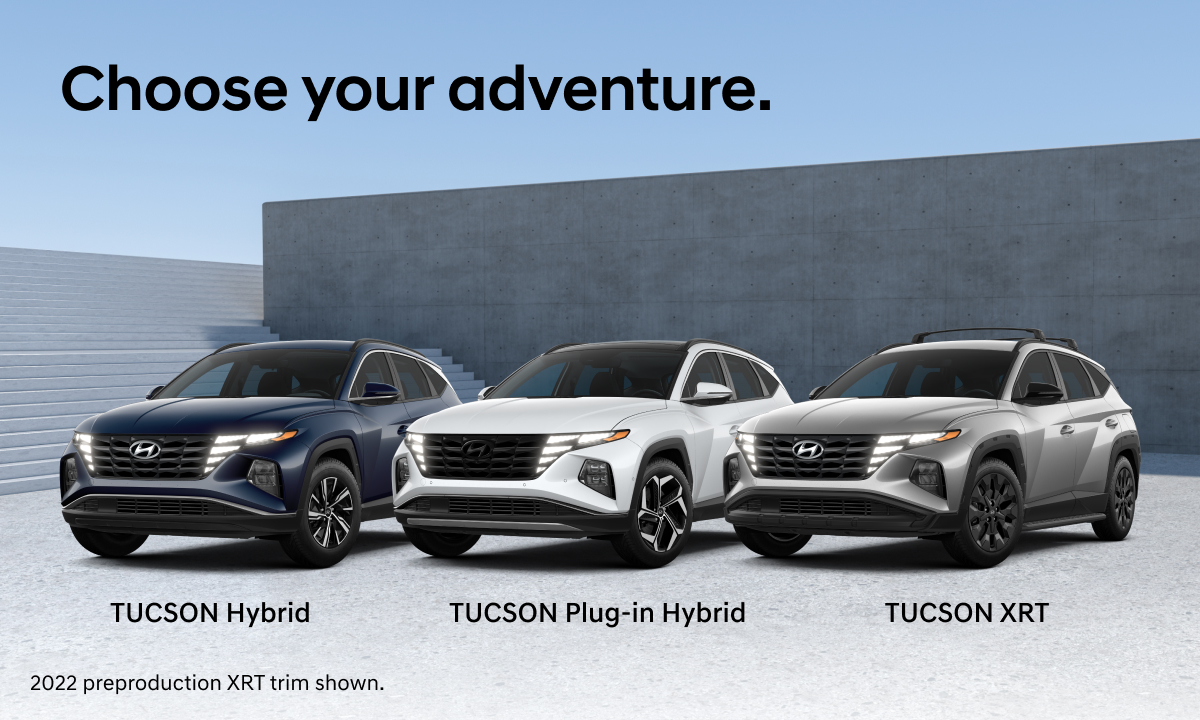 Choose your adventure.
TUCSON Hybrid
TUCSON Plug-in Hybrid
TUCSON XRT
2022 preproduction XRT trim shown.